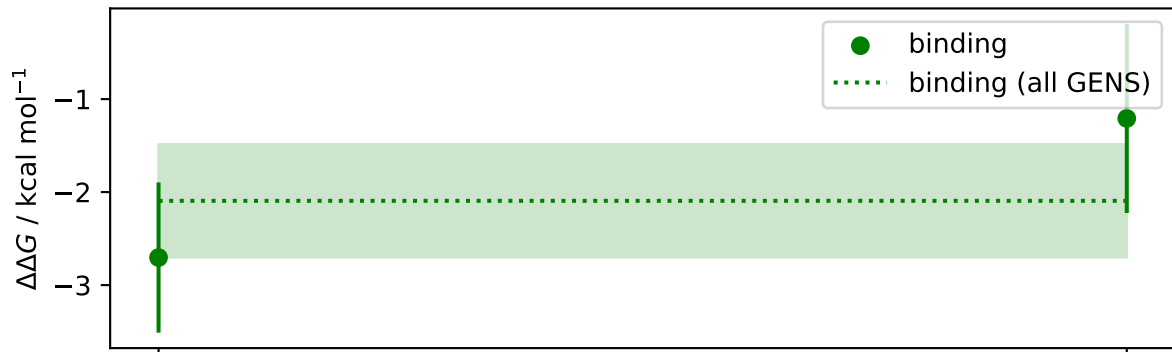 binding
binding (all GENS)
ΔΔG / kcal mol⁻¹
−1
−2
−3